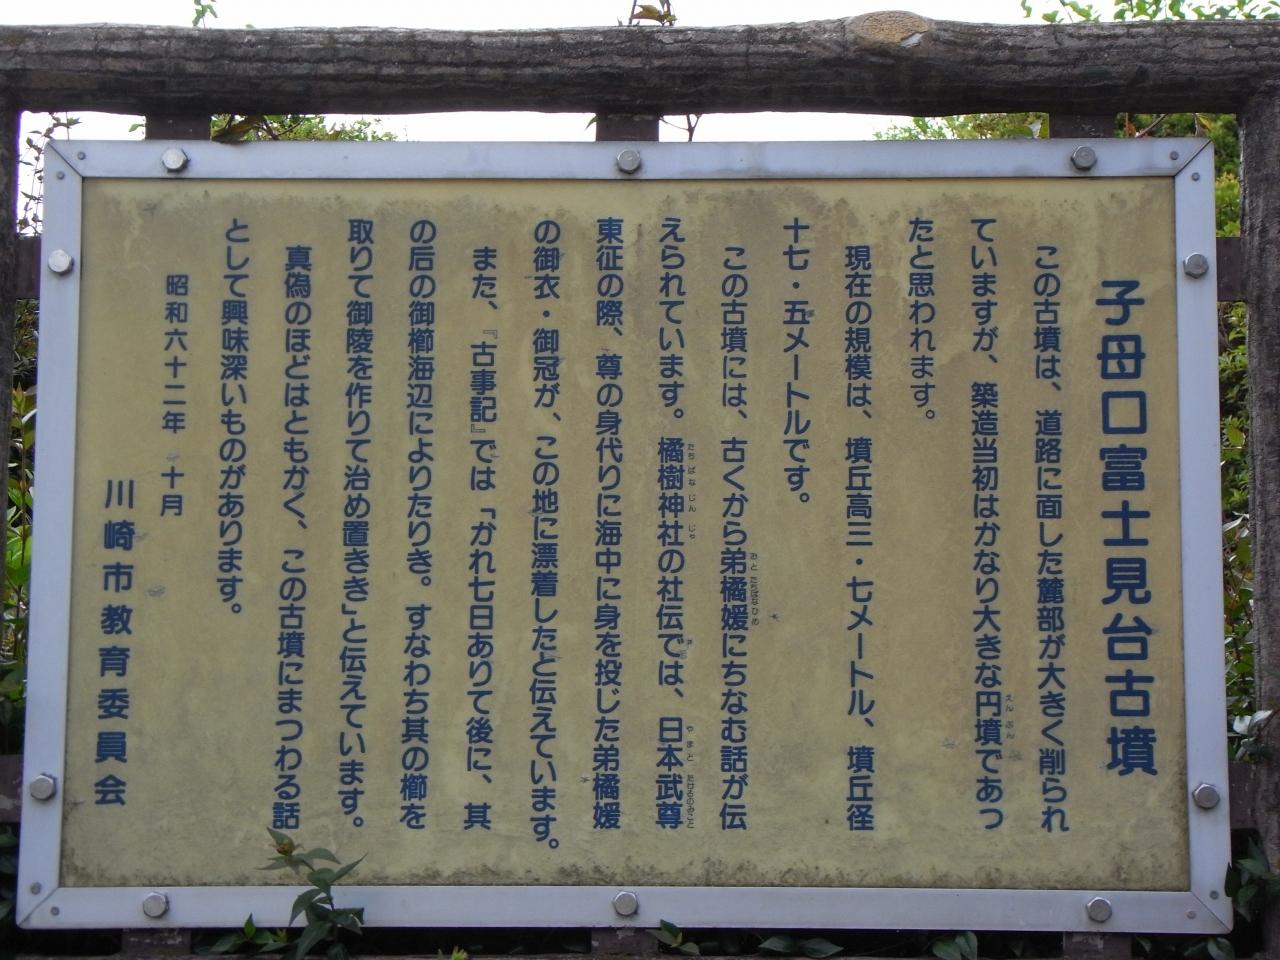 子母口富士見台古墳
この古墳は、道路に面した麓部が大きく削られ
ていますが、築造当初はかなり大きな円墳であっ
たと思われます。
現在の規模は、墳丘高三・七メートル、墳丘径
十七・五メートルです。
この古墳には、古くから弟橘媛にちなむ話が伝
えられています。橘樹神社の社伝では、日本武尊
東征の際、尊の身代りに海中に身を投じた弟橘媛
の御衣・御冠が、この地に漂着したと伝えています。
また、『古事記』では「かれ七日ありて後に、其
の后の御櫛海辺によりたりき。すなわち其の櫛を
取りて御陵を作りて治め置きき」と伝えています。
真偽のほどはともかく、この古墳にまつわる話
として興味深いものがあります。
昭和六十二年 十月
川崎市教育委員会